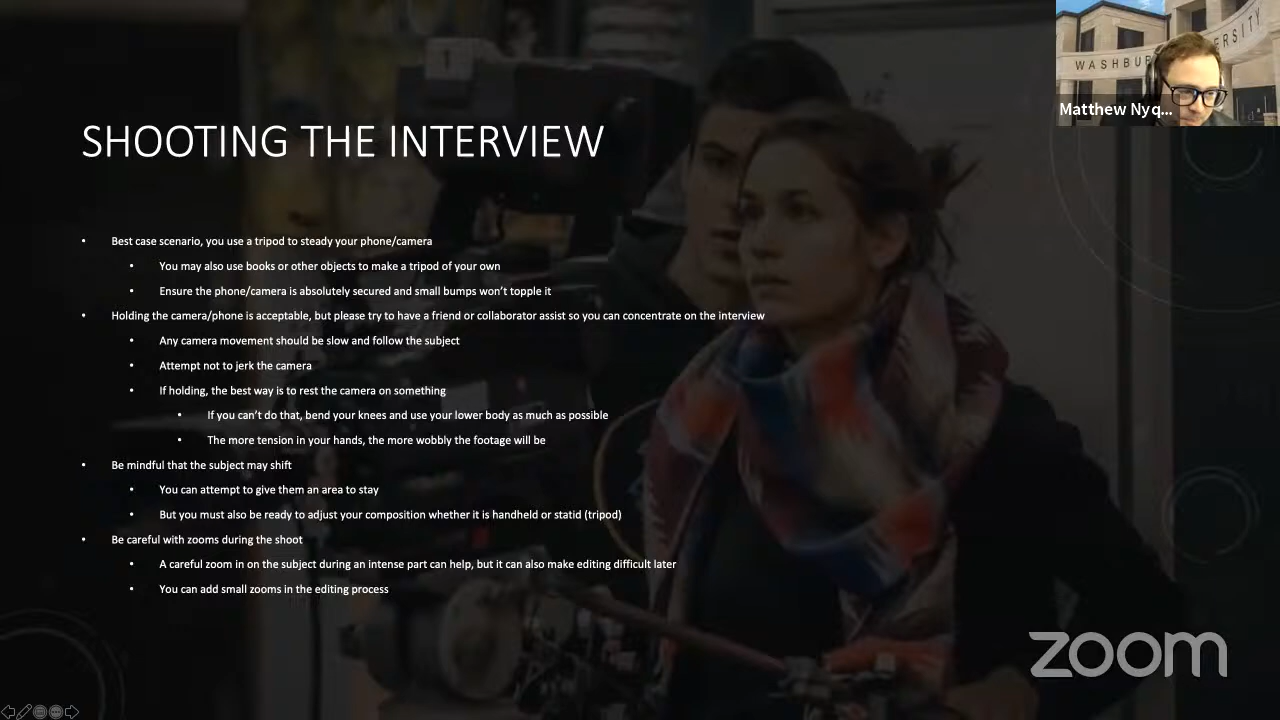 WASHBU
ERSITY
Matthew Nyq...
SHOOTING THE INTERVIEW
• Best case scenario, you use a tripod to steady your phone/camera
• You may also use books or other objects to make a tripod of your own
• Ensure the phone/camera is absolutely secured and small bumps won't topple it
• Holding the camera/phone is acceptable, but please try to have a friend or collaborator assist so you can concentrate on the interview
• Any camera movement should be slow and follow the subject
• Attempt not to jerk the camera
• If holding, the best way is to rest the camera on something
• If you can't do that, bend your knees and use your lower body as much as possible
• The more tension in your hands, the more wobbly the footage will be
• Be mindful that the subject may shift
• You can attempt to give them an area to stay
• But you must also be ready to adjust your composition whether it is handheld or statid (tripod)
• Be careful with zooms during the shoot
• A careful zoom in on the subject during an intense part can help, but it can also make editing difficult later
• You can add small zooms in the editing process
zoom